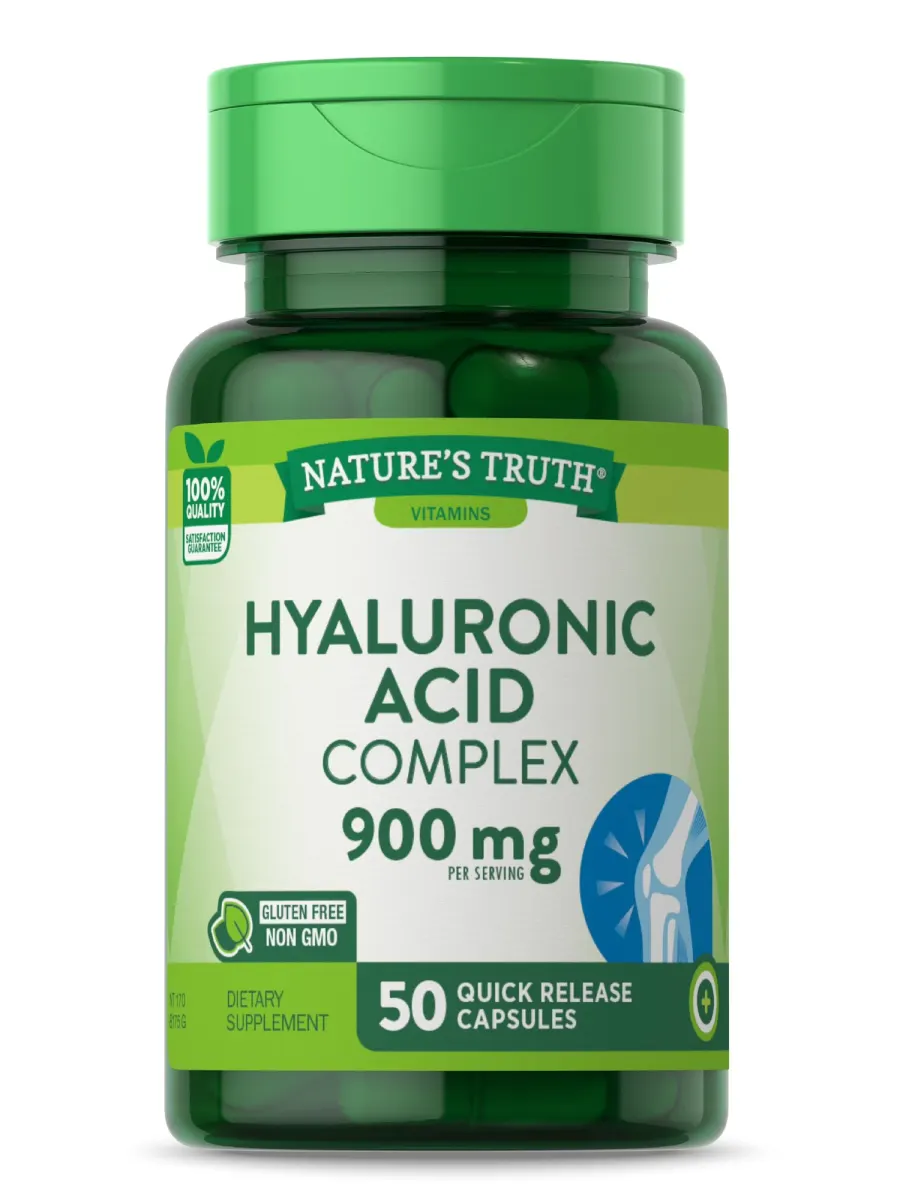 NATURE'S TRUTH®
VITAMINS
100%
QUALITY
SATISFACTION
GUARANTEE
HYALURONIC
ACID
COMPLEX
900 mg
PER SERVING
GLUTEN FREE
NON GMO
DIETARY
SUPPLEMENT
50 QUICK RELEASE
CAPSULES